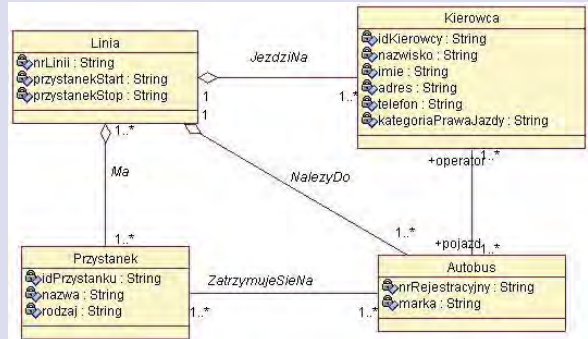 Linia
nrLinii : String
przystanekStart : String
przystanekStop : String
Kierowca
idKierowcy : String
nazwisko : String
imie : String
adres : String
telefon : String
kategoriaPrawaJazdy : String
JezdziNa
1
1..*
1
1..*
Ma
NalezyDo
+operator
1..*
1..*
1..*
+pojazd
1..*
Przystanek
idPrzystanku : String
nazwa : String
rodzaj : String
ZatrzymujeSieNa
1..*
1..*
Autobus
nrRejestracyjny : String
marka : String